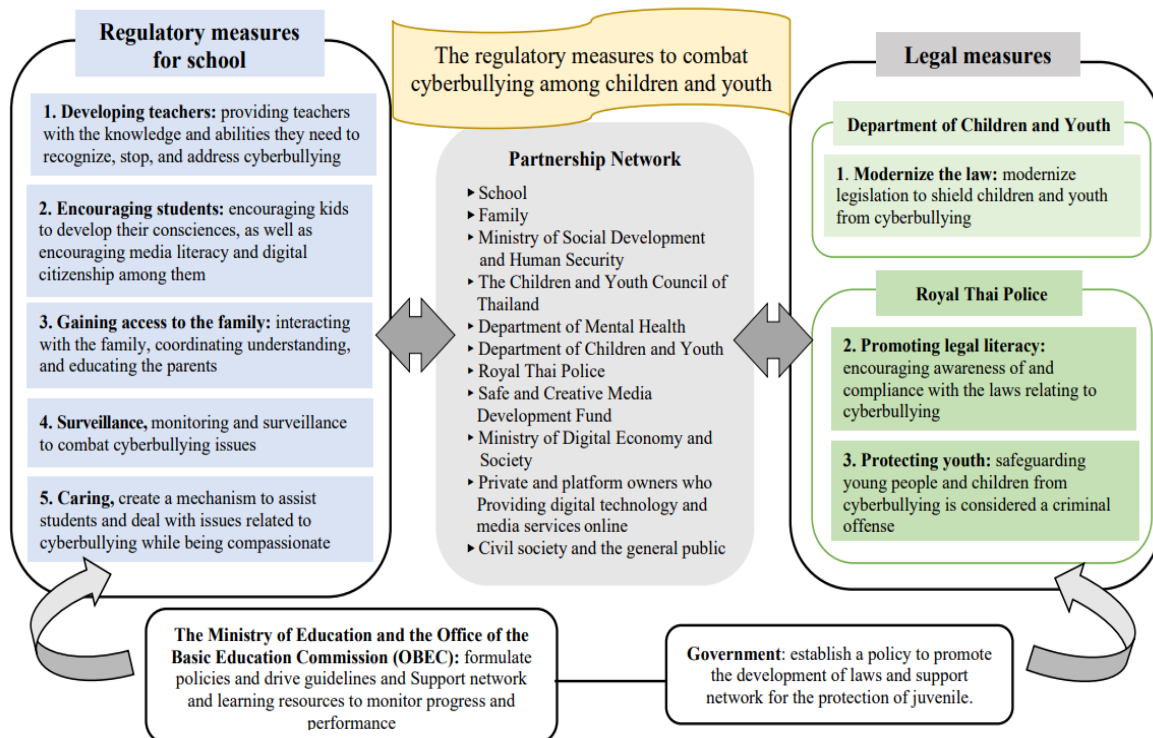 Regulatory measures
for school
1. Developing teachers: providing teachers
with the knowledge and abilities they need to
recognize, stop, and address cyberbullying
2. Encouraging students: encouraging kids
to develop their consciences, as well as
encouraging media literacy and digital
citizenship among them
3. Gaining access to the family: interacting
with the family, coordinating understanding,
and educating the parents
4. Surveillance, monitoring and surveillance
to combat cyberbullying issues
5. Caring, create a mechanism to assist
students and deal with issues related to
cyberbullying while being compassionate
The regulatory measures to combat
cyberbullying among children and youth
Partnership Network
▸ School
▸ Family
▸ Ministry of Social Development
and Human Security
▸ The Children and Youth Council of
Thailand
▸ Department of Mental Health
▸ Department of Children and Youth
▸ Royal Thai Police
▸ Safe and Creative Media
Development Fund
▸ Ministry of Digital Economy and
Society
▸ Private and platform owners who
Providing digital technology and
media services online
▸ Civil society and the general public
Legal measures
Department of Children and Youth
1. Modernize the law: modernize
legislation to shield children and youth
from cyberbullying
Royal Thai Police
2. Promoting legal literacy:
encouraging awareness of and
compliance with the laws relating to
cyberbullying
3. Protecting youth: safeguarding
young people and children from
cyberbullying is considered a criminal
offense
The Ministry of Education and the Office of the
Basic Education Commission (OBEC): formulate
policies and drive guidelines and Support network
and learning resources to monitor progress and
performance
Government: establish a policy to promote
the development of laws and support
network for the protection of juvenile.